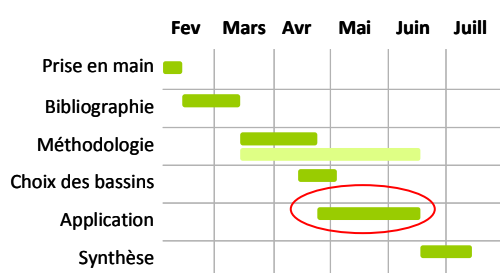 Fev Mars Avr Mai Juin Juill
Prise en main
Bibliographie
Méthodologie
Choix des bassins
Application
Synthèse